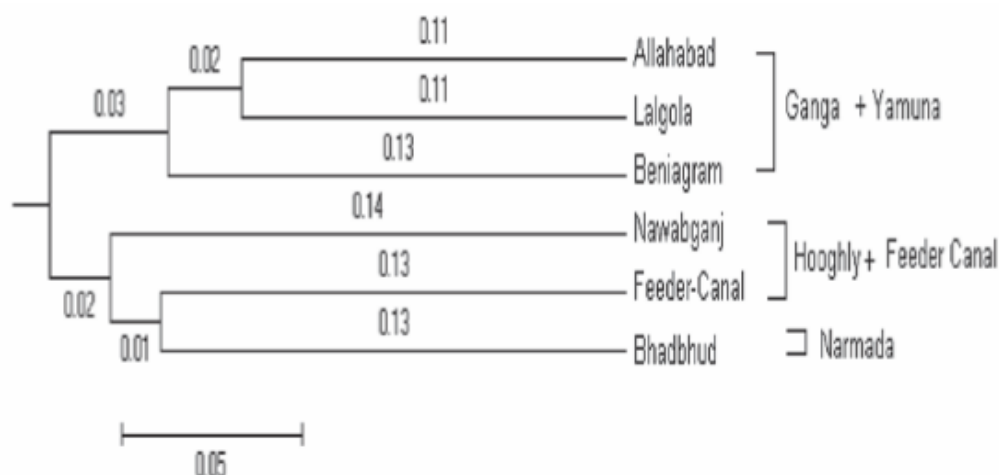 0.11
Allahabad
0.02
0.11
Lalgola
Ganga + Yamuna
0.03
0.13
Beniagram
0.14
Nawabganj
0.13
Hooghly + Feeder Canal
Feeder-Canal
0.02
0.13
0.01
Bhadbhud
Narmada
0.05